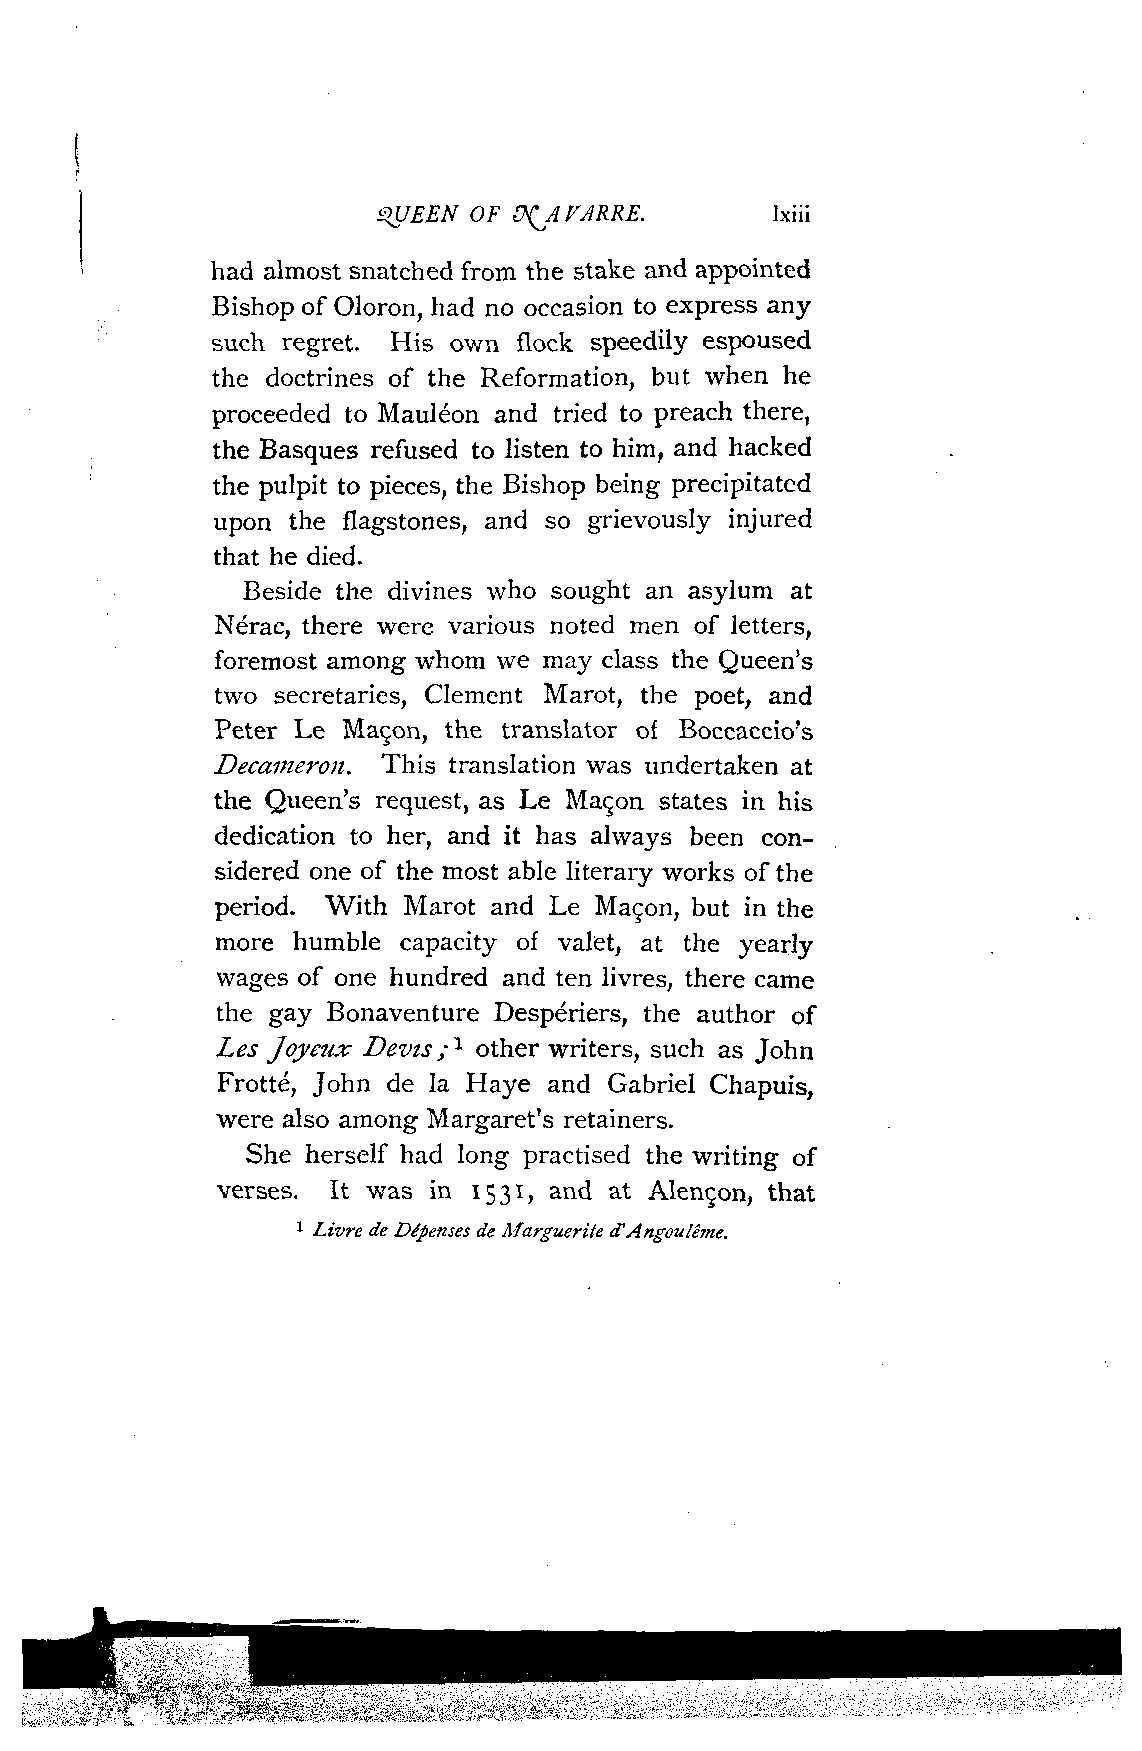 QUEEN OF NAVARRE. lxiii
had almost snatched from the stake and appointed
Bishop of Oloron, had no occasion to express any
such regret. His own flock speedily espoused
the doctrines of the Reformation, but when he
proceeded to Mauléon and tried to preach there,
the Basques refused to listen to him, and hacked
the pulpit to pieces, the Bishop being precipitated
upon the flagstones, and so grievously injured
that he died.
Beside the divines who sought an asylum at
Nérac, there were various noted men of letters,
foremost among whom we may class the Queen's
two secretaries, Clement Marot, the poet, and
Peter Le Maçon, the translator of Boccaccio's
Decameron. This translation was undertaken at
the Queen's request, as Le Maçon states in his
dedication to her, and it has always been con-
sidered one of the most able literary works of the
period. With Marot and Le Maçon, but in the
more humble capacity of valet, at the yearly
wages of one hundred and ten livres, there came
the gay Bonaventure Despériers, the author of
Les Joyeux Devis;¹ other writers, such as John
Frotté, John de la Haye and Gabriel Chapuis,
were also among Margaret's retainers.
She herself had long practised the writing of
verses. It was in 1531, and at Alençon, that
¹ Livre de Dépenses de Marguerite d'Angoulême.